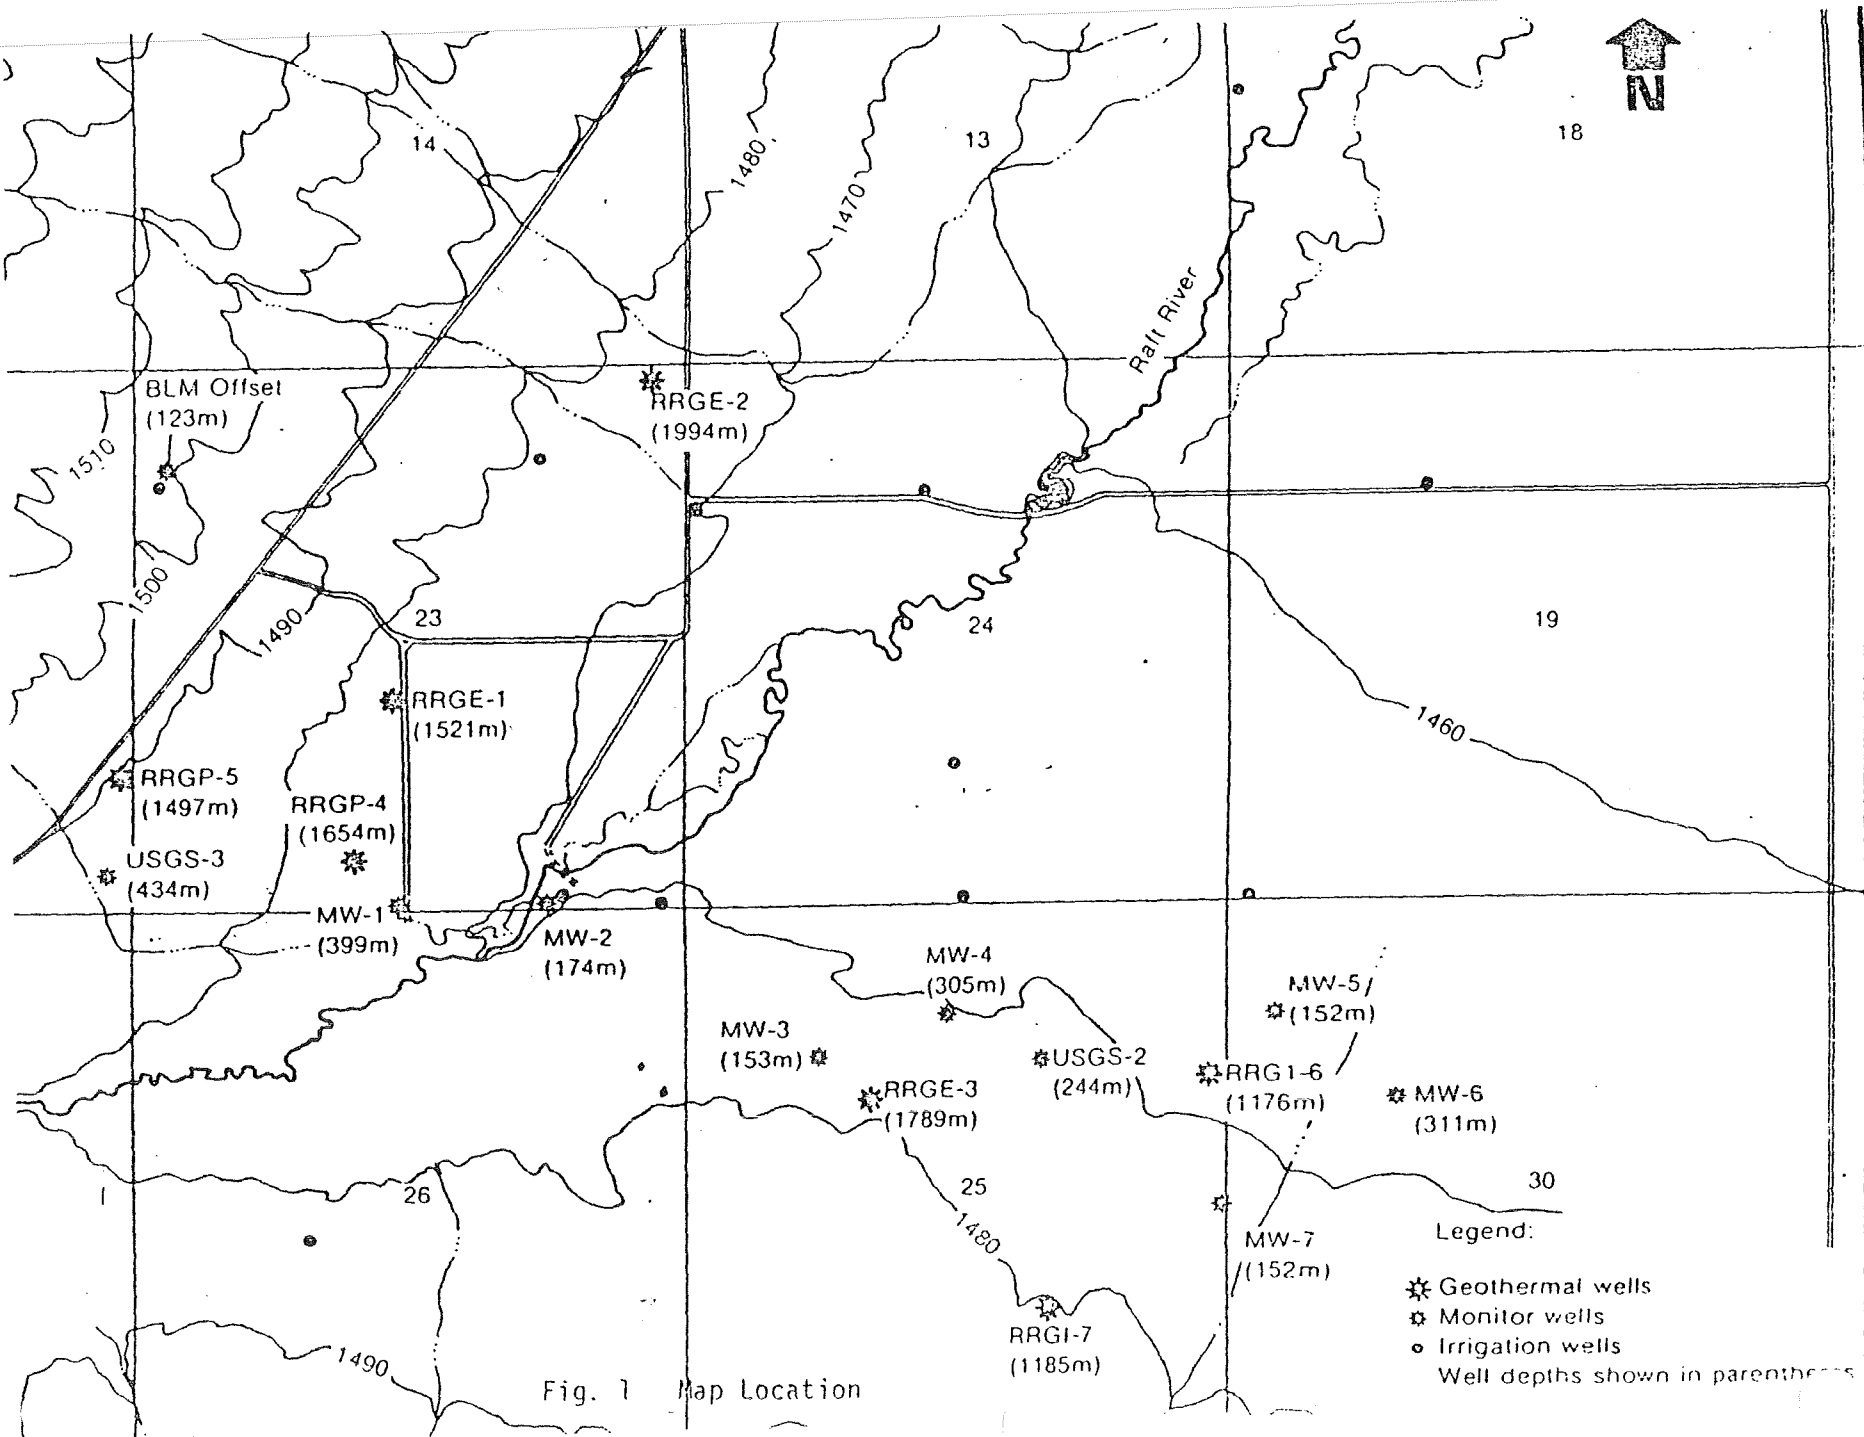 N
14
13
18
1480
1470
Raft River
BLM Offset
(123m)
RRGE-2
(1994m)
1510
1500
1490
23
24
19
RRGE-1
(1521m)
1460
RRGP-5
(1497m)
RRGP-4
(1654m)
USGS-3
(434m)
MW-1
(399m)
MW-2
(174m)
MW-4
(305m)
MW-5
(152m)
MW-3
(153m)
USGS-2
(244m)
RRG1-6
(1176m)
RRGE-3
(1789m)
MW-6
(311m)
26
25
30
1480
MW-7
(152m)
Legend:
Geothermal wells
Monitor wells
Irrigation wells
Well depths shown in parentheses
RRGI-7
(1185m)
1490
Fig. 1 Map Location